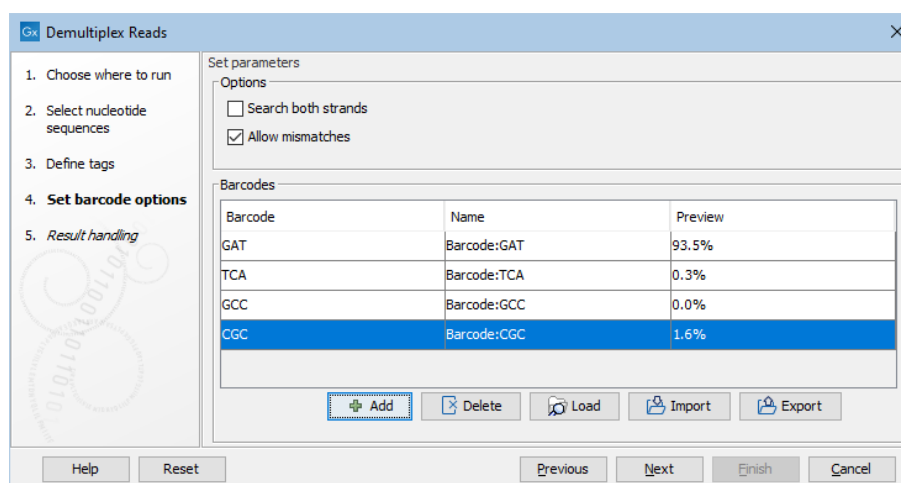 Gx Demultiplex Reads
1. Choose where to run
2. Select nucleotide
sequences
3. Define tags
4. Set barcode options
5. Result handling
Set parameters
Options
Search both strands
Allow mismatches
Barcodes
Barcode Name Preview
GAT Barcode:GAT 93.5%
TCA Barcode:TCA 0.3%
GCC Barcode:GCC 0.0%
CGC Barcode:CGC 1.6%
Add Delete Load Import Export
Help Reset Previous Next Finish Cancel